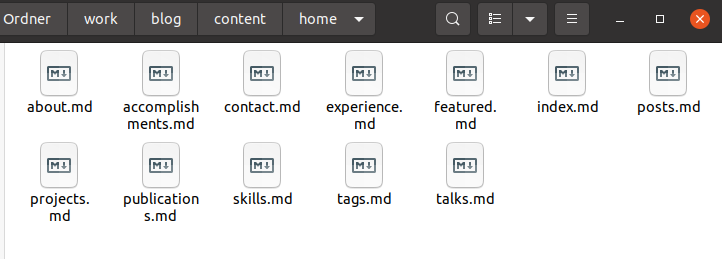 Ordner work blog content home
about.md accomplish contact.md experience. featured. index.md posts.md
ments.md md md
projects. publication skills.md tags.md talks.md
md s.md